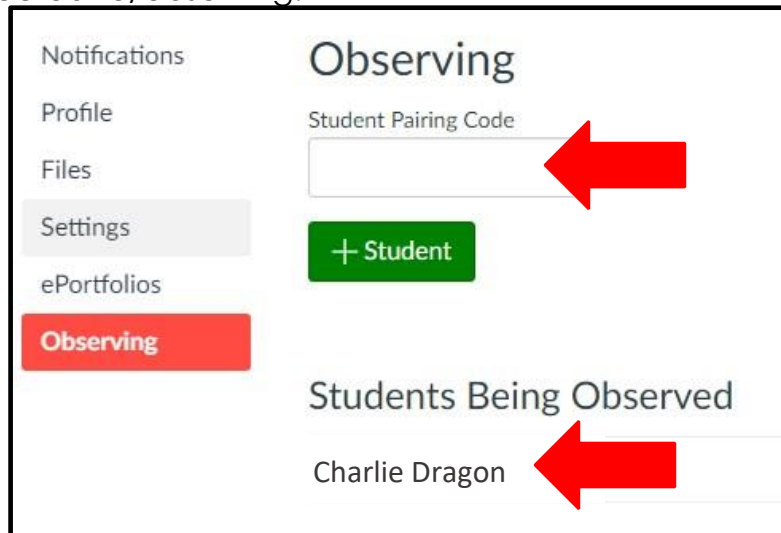 Notifications
Profile
Files
Settings
ePortfolios
Observing
Observing
Student Pairing Code
+ Student
Students Being Observed
Charlie Dragon